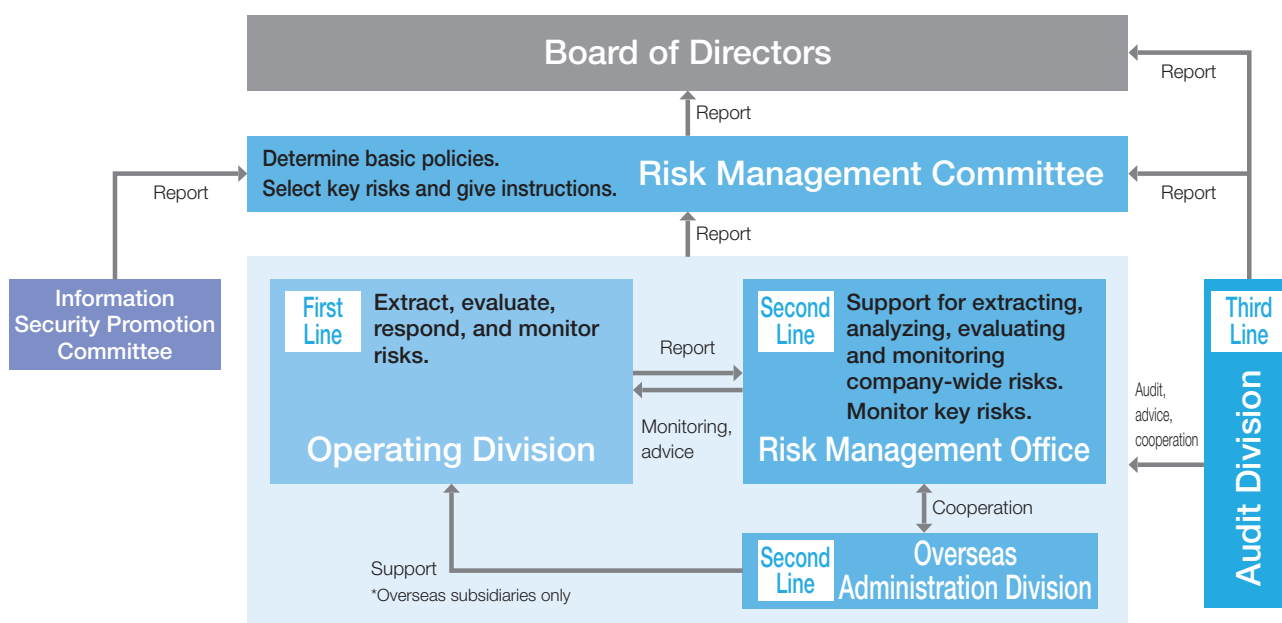 Board of Directors
Report
Report
Determine basic policies.
Select key risks and give instructions.
Risk Management Committee
Report
Report
Report
Information
Security Promotion
Committee
First
Line
Extract, evaluate,
respond, and monitor
risks.
Operating Division
Report
Monitoring,
advice
Second
Line
Support for extracting,
analyzing, evaluating
and monitoring
company-wide risks.
Monitor key risks.
Risk Management Office
Cooperation
Support
*Overseas subsidiaries only
Second
Line
Overseas
Administration Division
Audit,
advice,
cooperation
Third
Line
Audit Division